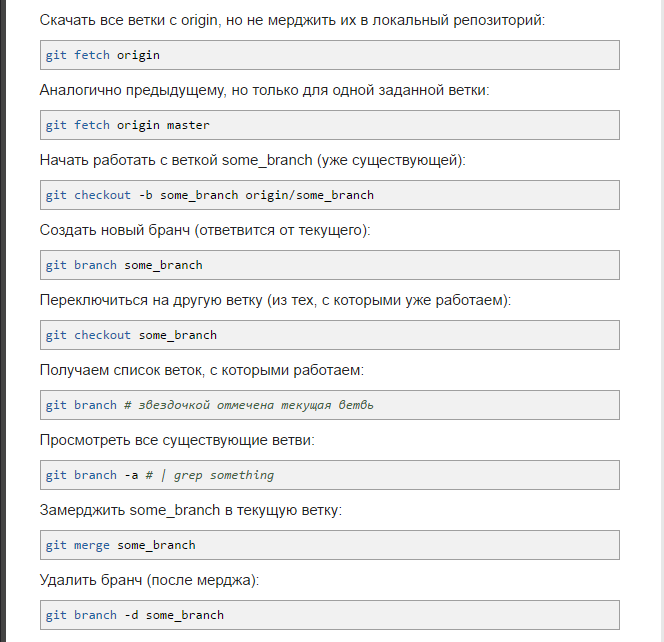 Скачать все ветки с origin, но не мерджить их в локальный репозиторий:
git fetch origin
Аналогично предыдущему, но только для одной заданной ветки:
git fetch origin master
Начать работать с веткой some_branch (уже существующей):
git checkout -b some_branch origin/some_branch
Создать новый бранч (ответвится от текущего):
git branch some_branch
Переключиться на другую ветку (из тех, с которыми уже работаем):
git checkout some_branch
Получаем список веток, с которыми работаем:
git branch # звездочкой отмечена текущая ветвь
Просмотреть все существующие ветви:
git branch -a # | grep something
Замерджить some_branch в текущую ветку:
git merge some_branch
Удалить бранч (после мерджа):
git branch -d some_branch